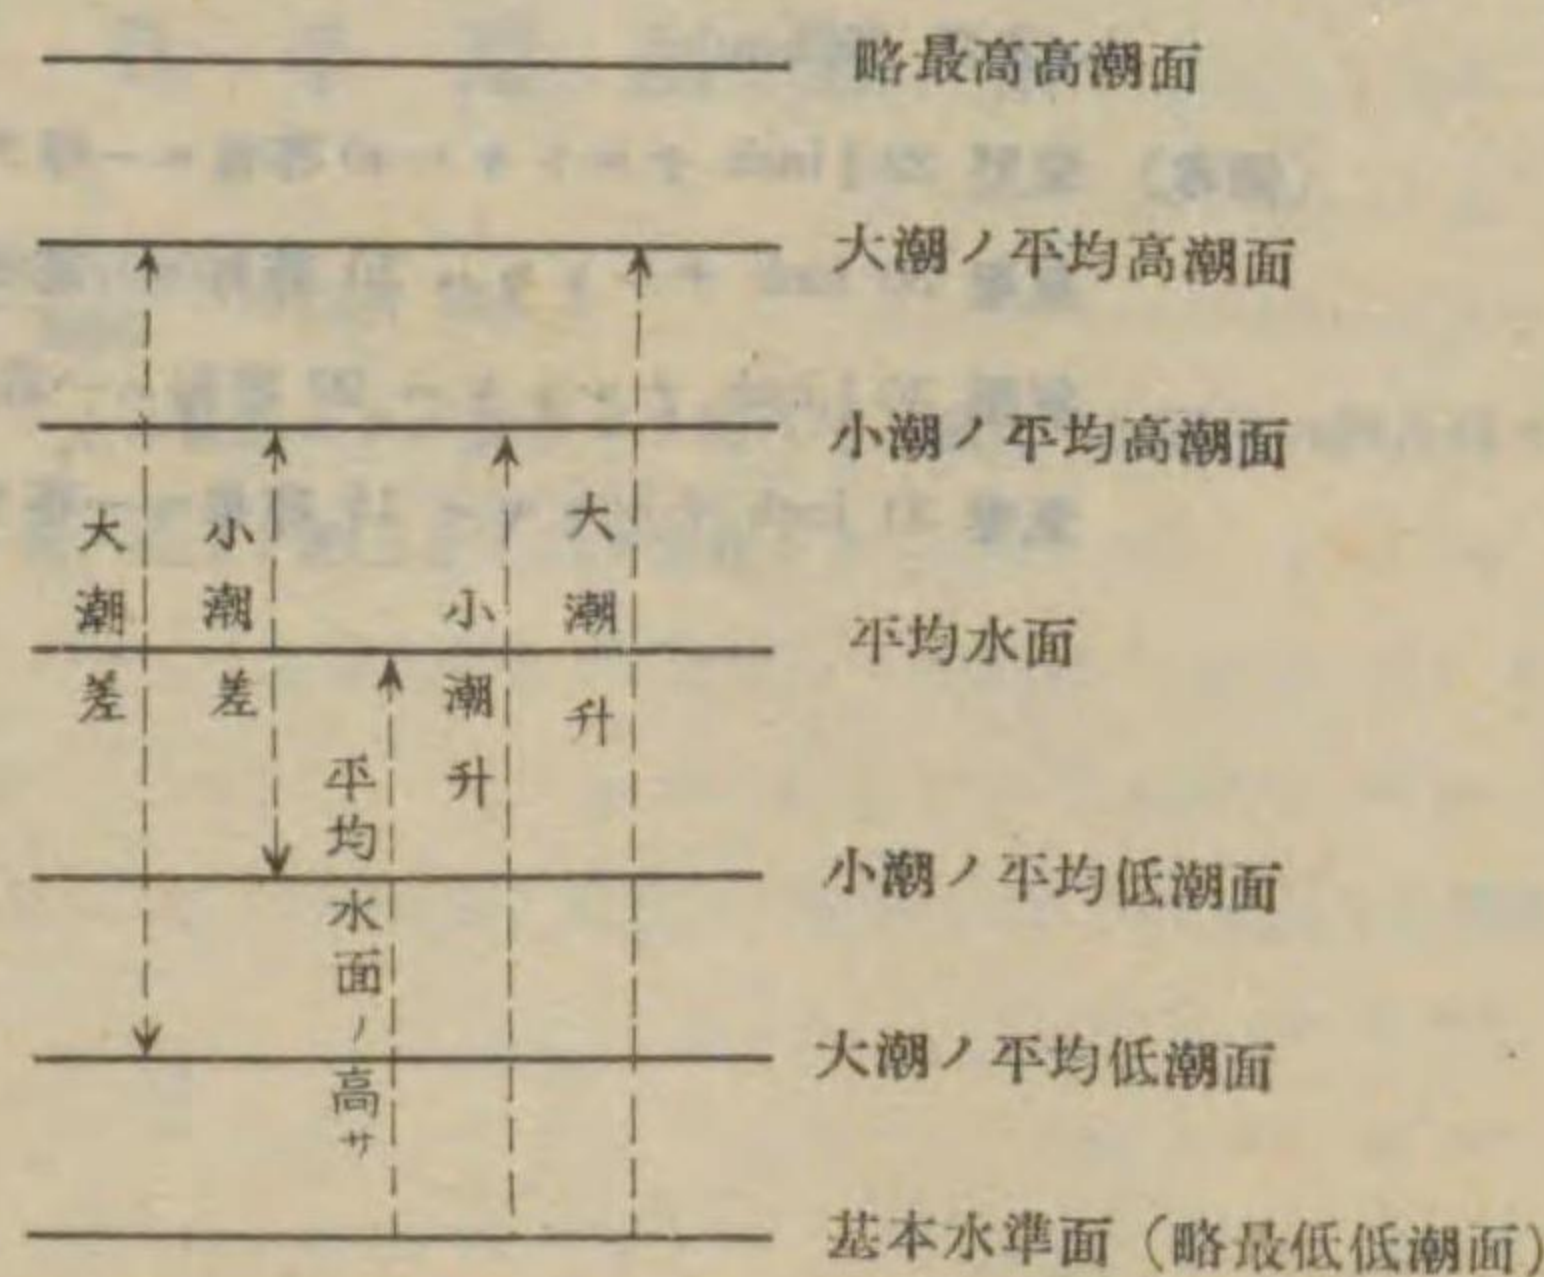 略最高高潮面
大潮ノ平均高潮面
小潮ノ平均高潮面
平均水面
小潮ノ平均低潮面
大潮ノ平均低潮面
基本水準面（略最低低潮面）
大潮差
小潮差
平均水面ノ高サ
小潮升
大潮升